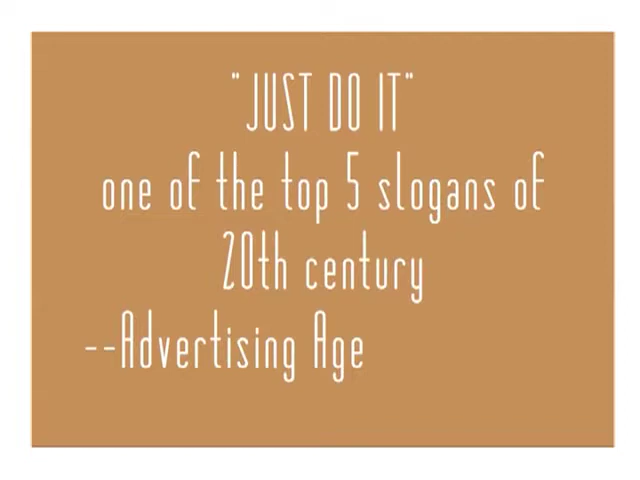 "JUST DO IT"
one of the top 5 slogans of
20th century
--Advertising Age